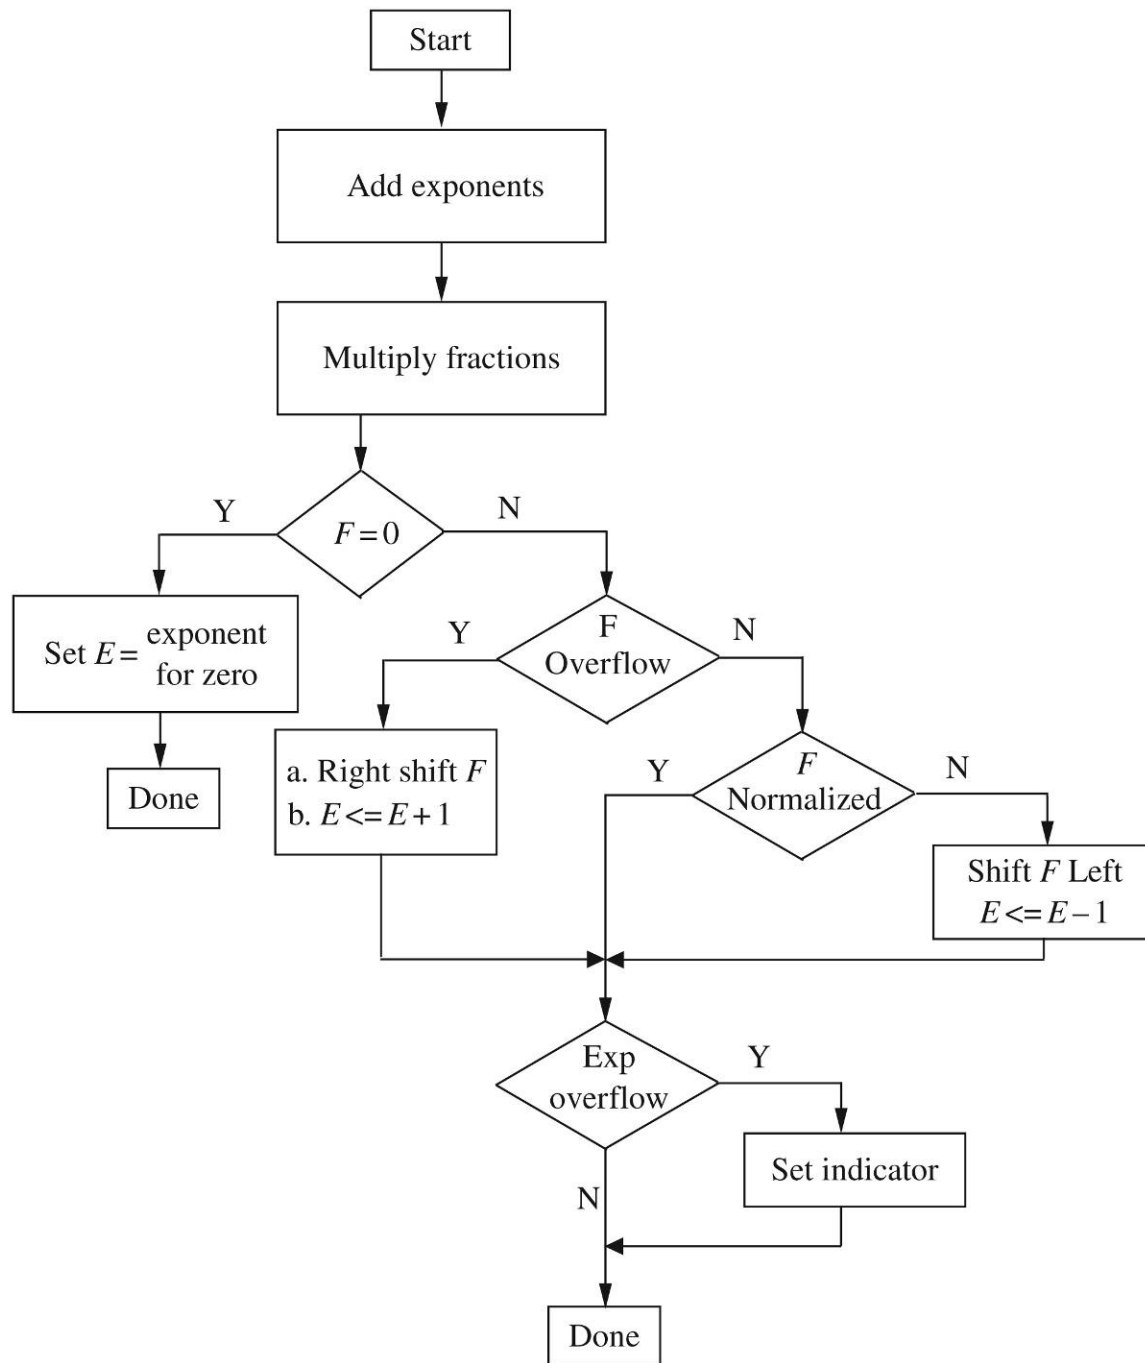 Start
Add exponents
Multiply fractions
F = 0
Y
N
Set E = exponent
for zero
Done
F
Overflow
Y
N
a. Right shift F
b. E <= E + 1
F
Normalized
Y
N
Shift F Left
E <= E – 1
Exp
overflow
Y
N
Set indicator
Done